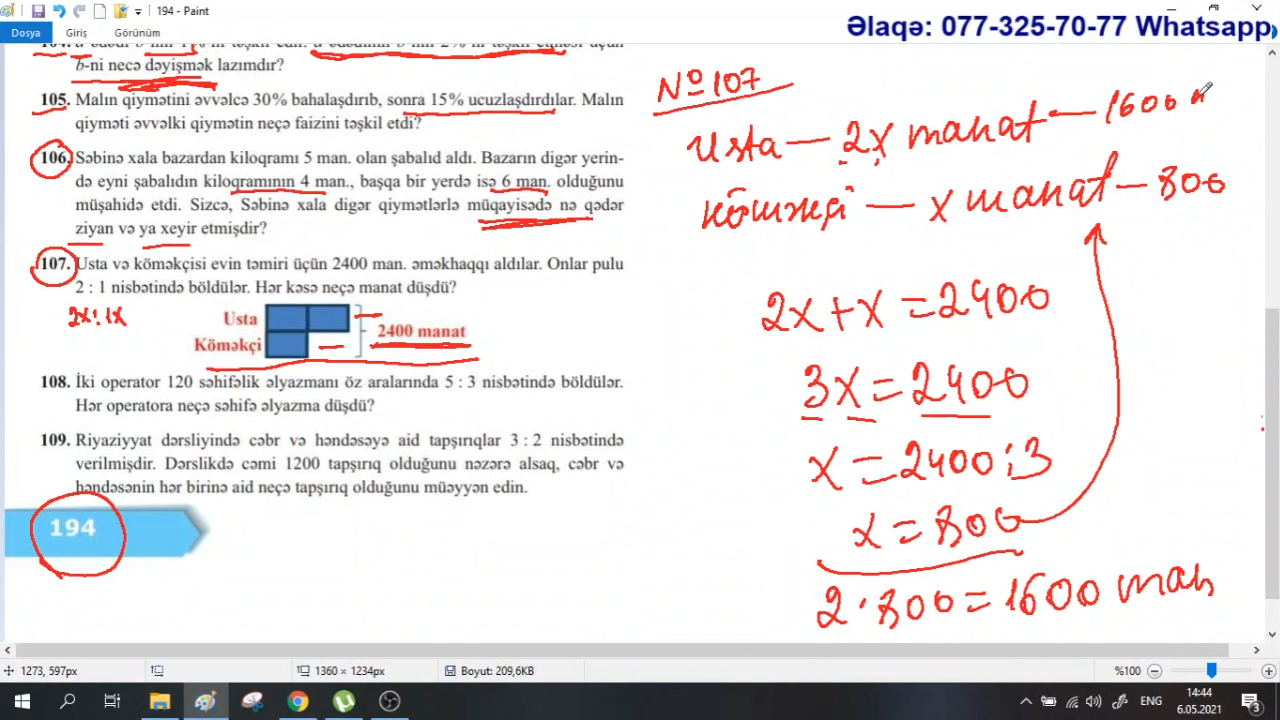 194 - Paint
Əlaqə: 077-325-70-77 Whatsapp
Dosya Giriş Görünüm
b-ni necə dəyişmək lazımdır?
105. Malın qiymətini əvvəlcə 30% bahalaşdırıb, sonra 15% ucuzlaşdırdılar. Malın
qiyməti əvvəlki qiymətin neçə faizini təşkil etdi?
106. Səbinə xala bazardan kiloqramı 5 man. olan şabalıd aldı. Bazarın digər yerin-
də eyni şabalıdın kiloqramının 4 man., başqa bir yerdə isə 6 man. olduğunu
müşahidə etdi. Sizcə, Səbinə xala digər qiymətlərlə müqayisədə nə qədər
ziyan və ya xeyir etmişdir?
107. Usta və köməkçisi evin təmiri üçün 2400 man. əməkhaqqı aldılar. Onlar pulu
2 : 1 nisbətində böldülər. Hər kəsə neçə manat düşdü?
2x:1x
Usta
Köməkçi
2400 manat
108. İki operator 120 səhifəlik əlyazmanı öz aralarında 5 : 3 nisbətində böldülər.
Hər operatora neçə səhifə əlyazma düşdü?
109. Riyaziyyat dərsliyində cəbr və həndəsəyə aid tapşırıqlar 3 : 2 nisbətində
verilmişdir. Dərslikdə cəmi 1200 tapşırıq olduğunu nəzərə alsaq, cəbr və
həndəsənin hər birinə aid neçə tapşırıq olduğunu müəyyən edin.
194
№107
Usta — 2x manat — 1600
Köməkçi — x manat — 800
2x + x = 2400
3x = 2400
x = 2400 : 3
x = 800
2 · 800 = 1600 man
1273, 597px
1360 × 1234px
Boyut: 209,6KB
%100
ENG
14:44
6.05.2021
3